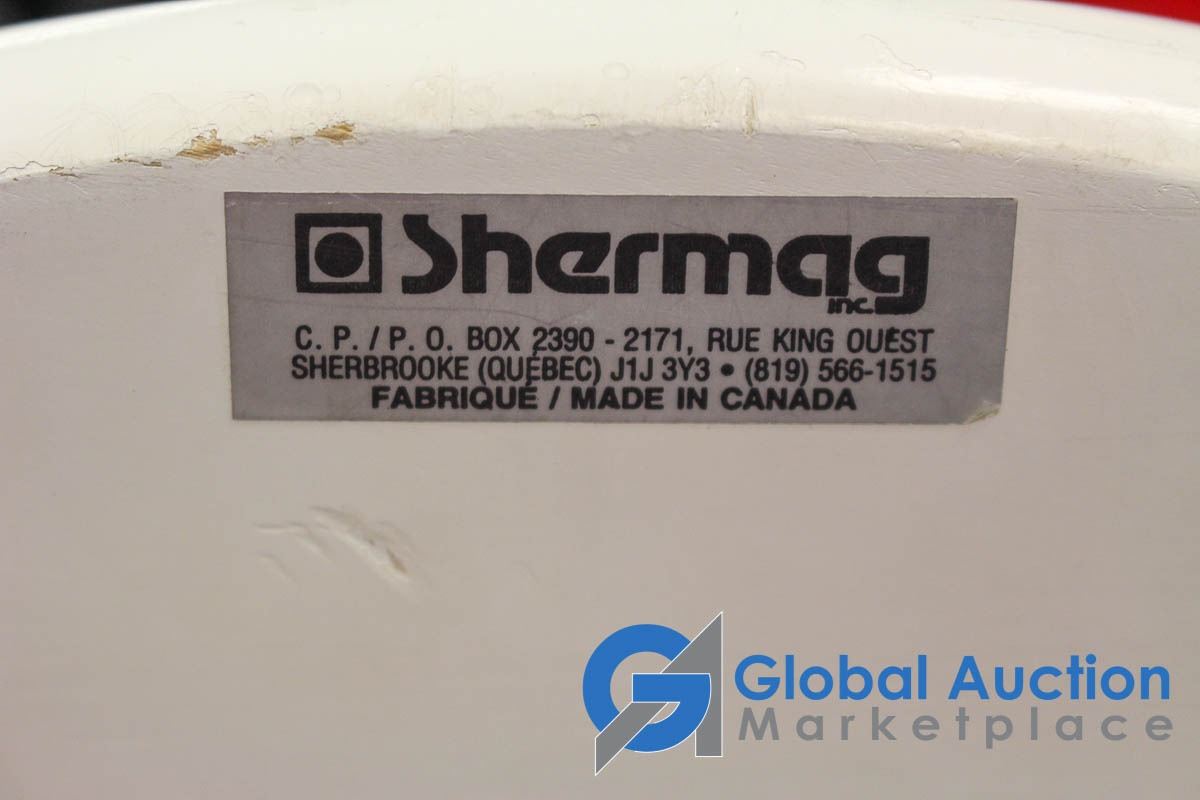 Shermag
inc.
C. P. / P. O. BOX 2390 - 2171, RUE KING OUEST
SHERBROOKE (QUÉBEC) J1J 3Y3 • (819) 566-1515
FABRIQUÉ / MADE IN CANADA
Global Auction
Marketplace